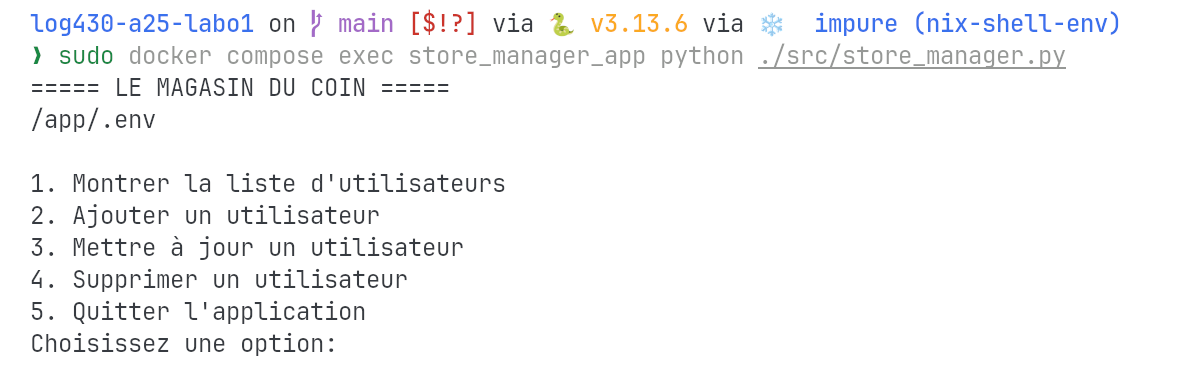 log430-a25-labo1 on main [$!?] via 🐍 v3.13.6 via ❄️ impure (nix-shell-env)
❯ sudo docker compose exec store_manager_app python ./src/store_manager.py
===== LE MAGASIN DU COIN =====
/app/.env
1. Montrer la liste d'utilisateurs
2. Ajouter un utilisateur
3. Mettre à jour un utilisateur
4. Supprimer un utilisateur
5. Quitter l'application
Choisissez une option: